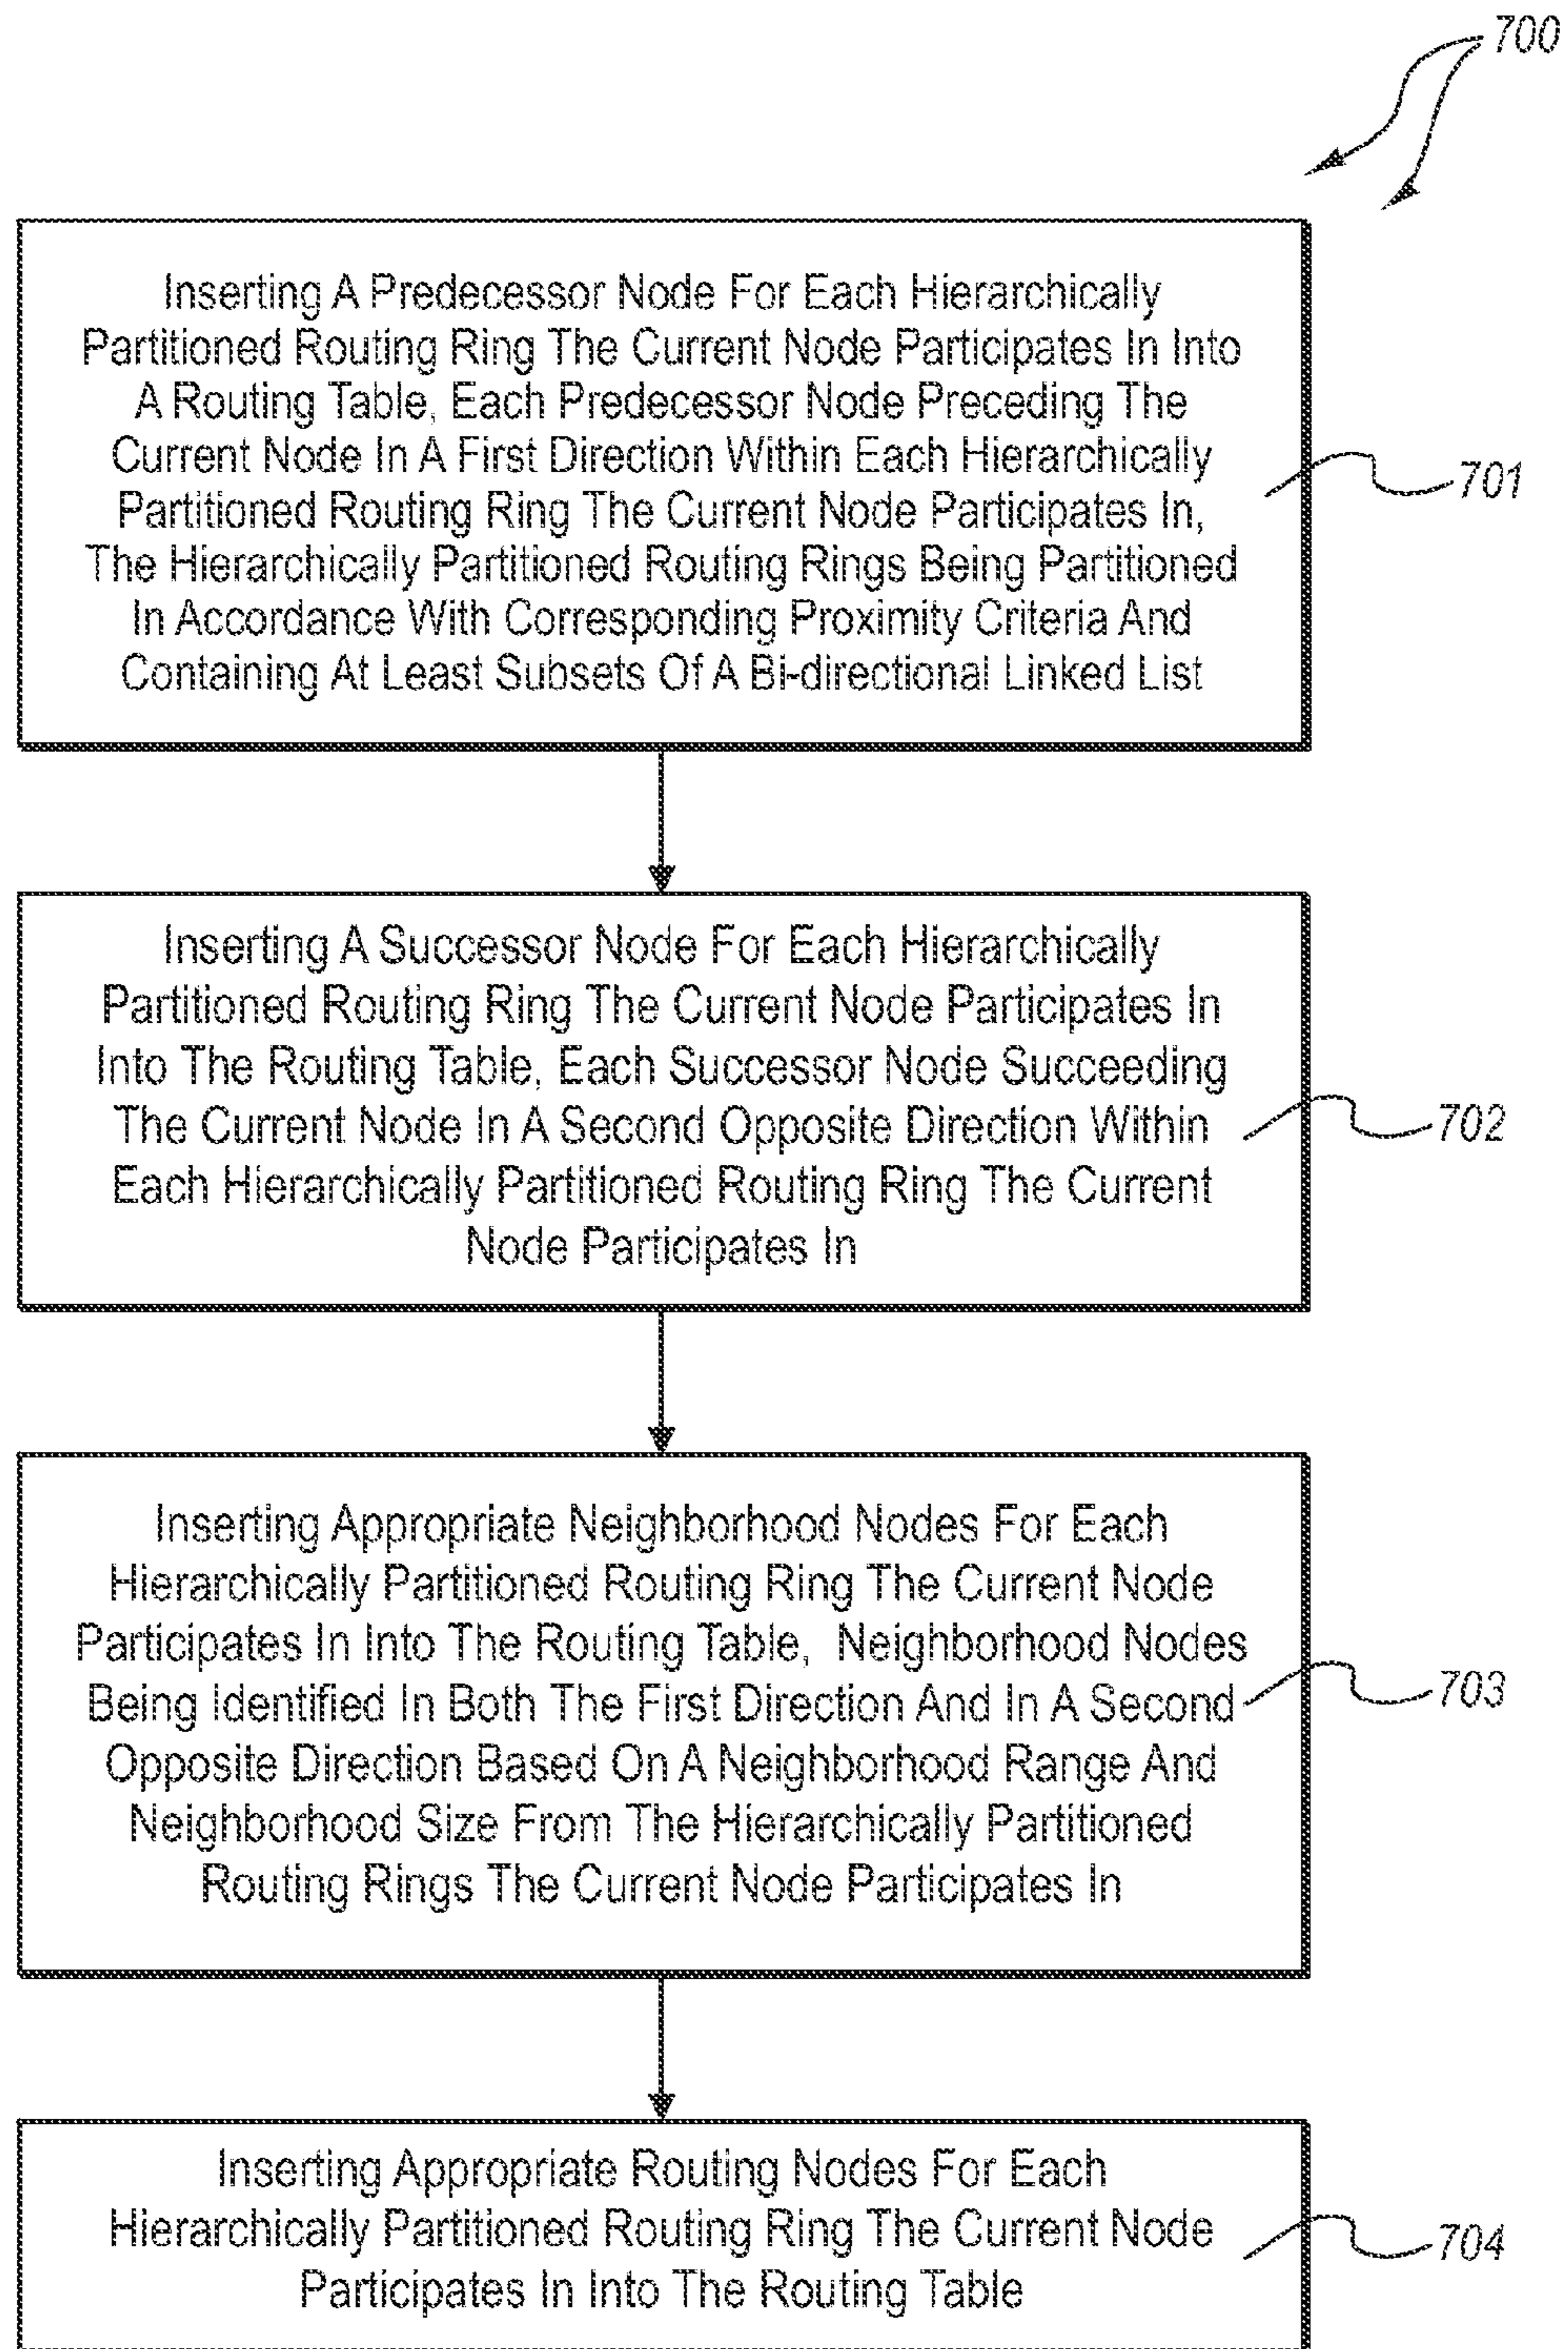 700
Inserting A Predecessor Node For Each Hierarchically
Partitioned Routing Ring The Current Node Participates In Into
A Routing Table, Each Predecessor Node Preceding The
Current Node In A First Direction Within Each Hierarchically
Partitioned Routing Ring The Current Node Participates In,
The Hierarchically Partitioned Routing Rings Being Partitioned
In Accordance With Corresponding Proximity Criteria And
Containing At Least Subsets Of A Bi-directional Linked List
701
Inserting A Successor Node For Each Hierarchically
Partitioned Routing Ring The Current Node Participates In
Into The Routing Table, Each Successor Node Succeeding
The Current Node In A Second Opposite Direction Within
Each Hierarchically Partitioned Routing Ring The Current
Node Participates In
702
Inserting Appropriate Neighborhood Nodes For Each
Hierarchically Partitioned Routing Ring The Current Node
Participates In Into The Routing Table, Neighborhood Nodes
Being Identified In Both The First Direction And In A Second
Opposite Direction Based On A Neighborhood Range And
Neighborhood Size From The Hierarchically Partitioned
Routing Rings The Current Node Participates In
703
Inserting Appropriate Routing Nodes For Each
Hierarchically Partitioned Routing Ring The Current Node
Participates In Into The Routing Table
704